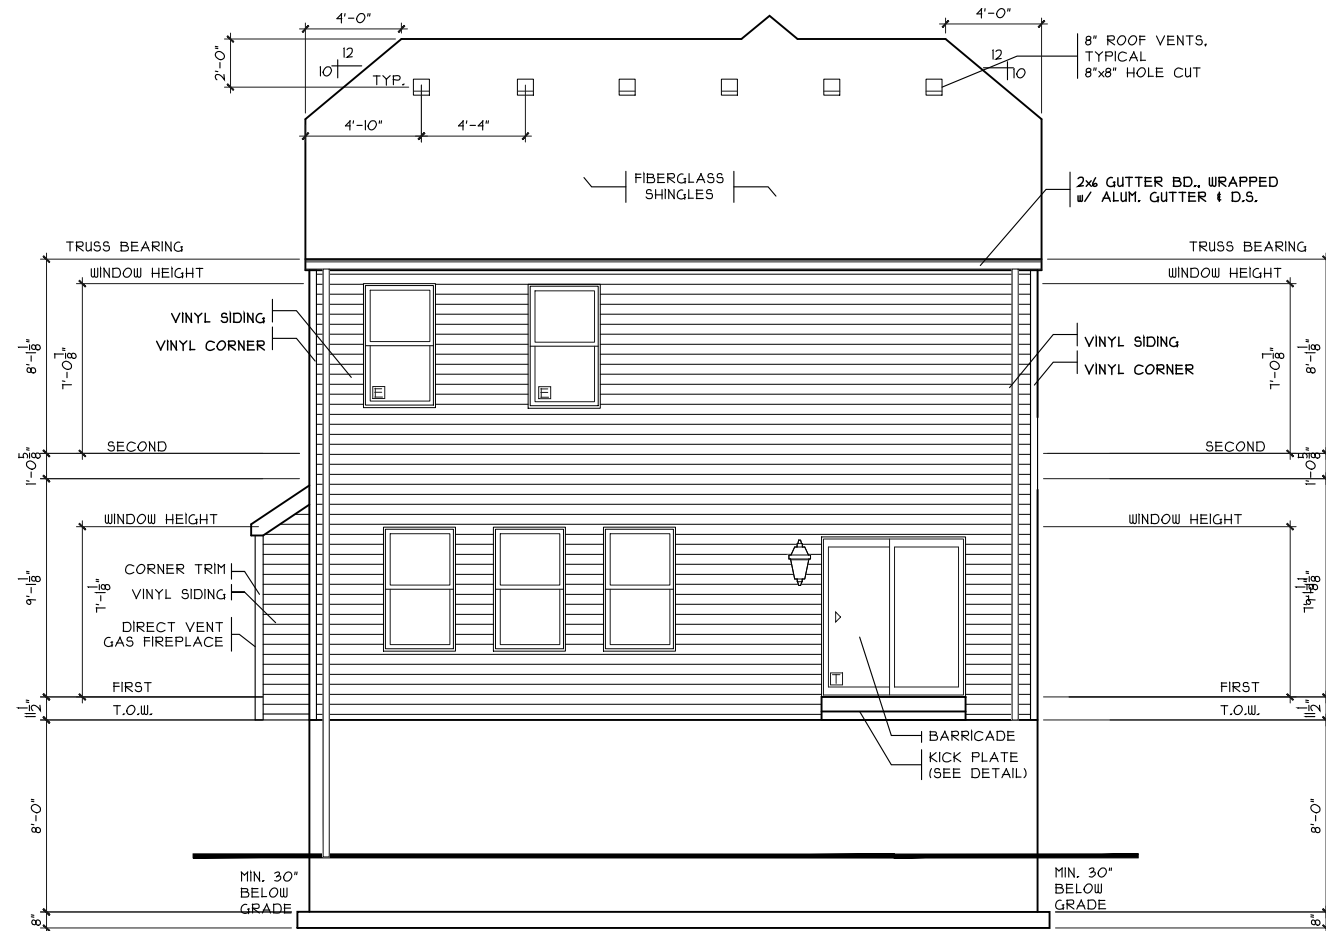 4'-0"
4'-0"
2'-0"
12
10
TYP.
12
10
8" ROOF VENTS,
TYPICAL
8"x8" HOLE CUT
4'-10"
4'-4"
FIBERGLASS
SHINGLES
2x6 GUTTER BD., WRAPPED
w/ ALUM. GUTTER & D.S.
TRUSS BEARING
TRUSS BEARING
WINDOW HEIGHT
WINDOW HEIGHT
VINYL SIDING
VINYL CORNER
VINYL SIDING
VINYL CORNER
8'-1 1/8"
7'-0 7/8"
7'-0 7/8"
8'-1 1/8"
E
E
SECOND
SECOND
1'-0 5/8"
1'-0 5/8"
WINDOW HEIGHT
WINDOW HEIGHT
CORNER TRIM
VINYL SIDING
DIRECT VENT
GAS FIREPLACE
9'-1 1/8"
7'-1 1/8"
T
FIRST
FIRST
T.O.W.
T.O.W.
11 1/2"
11 1/2"
BARRICADE
KICK PLATE
(SEE DETAIL)
8'-0"
8'-0"
MIN. 30"
BELOW
GRADE
MIN. 30"
BELOW
GRADE
8"
8"